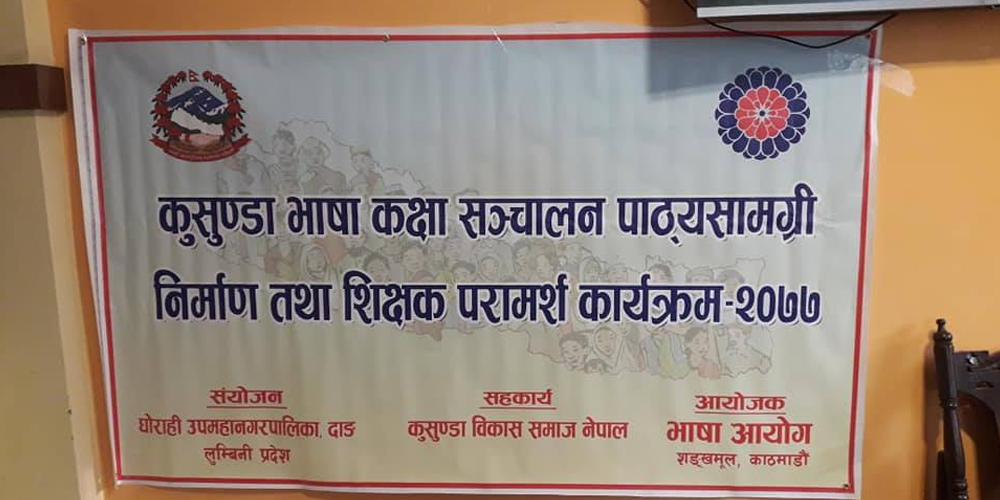 कुसुण्डा भाषा कक्षा सञ्चालन पाठ्यसामग्री
निर्माण तथा शिक्षक परामर्श कार्यक्रम-२०७७
संयोजन
घोराही उपमहानगरपालिका, दाङ
लुम्बिनी प्रदेश
सहकार्य
कुसुण्डा विकास समाज नेपाल
आयोजक
भाषा आयोग
शङ्खमूल, काठमाडौं